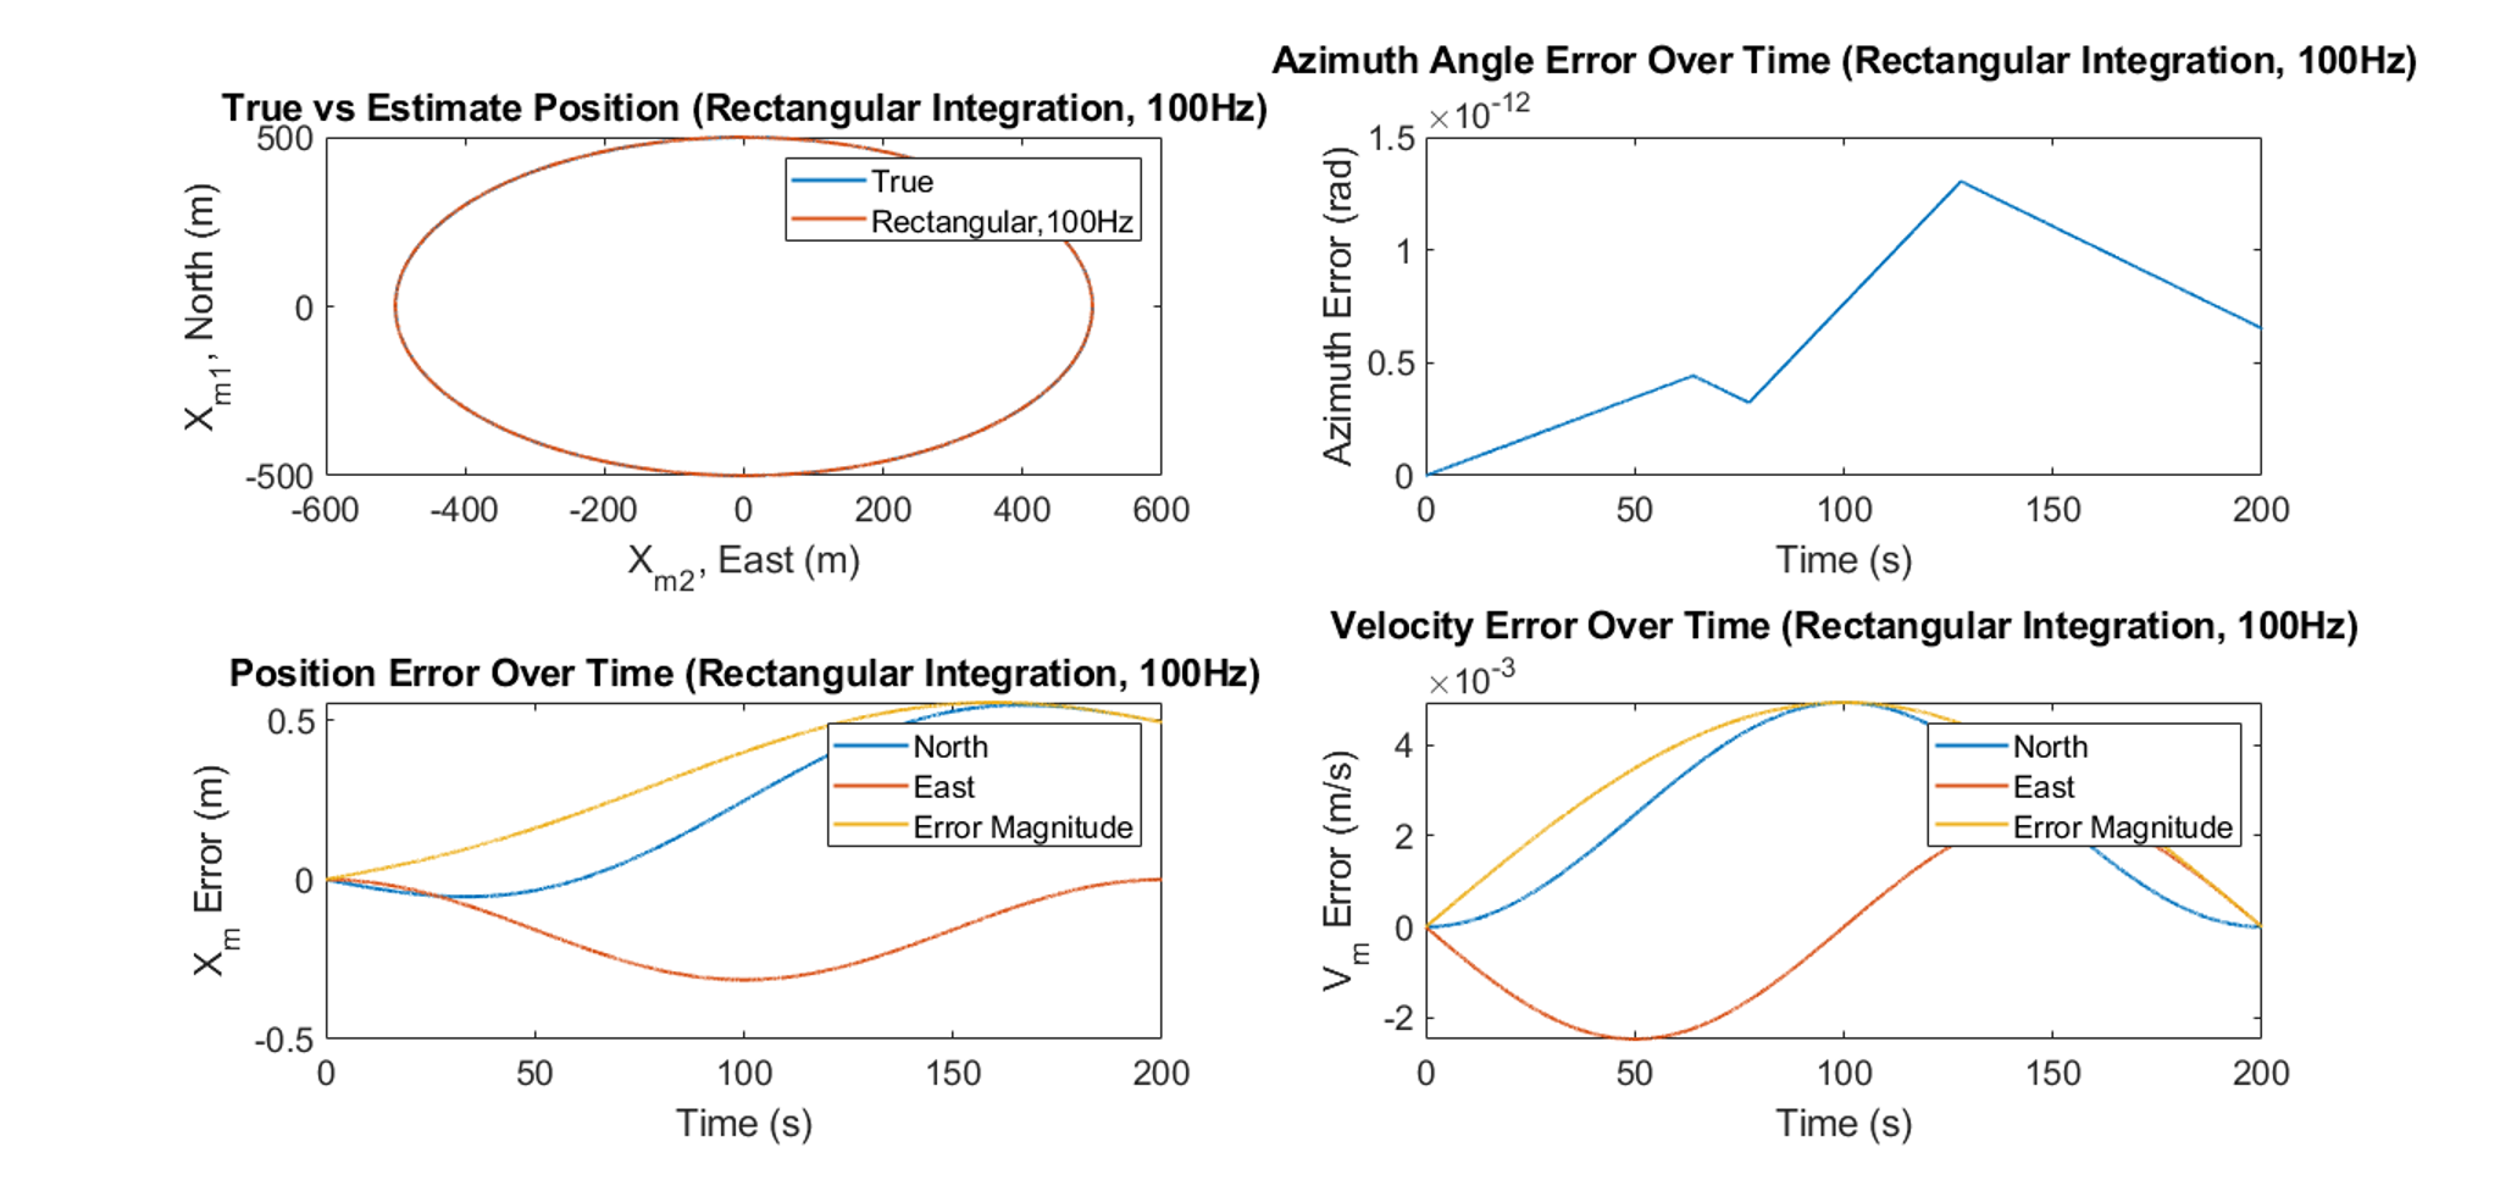 True vs Estimate Position (Rectangular Integration, 100Hz)
500
0
-500
X_m1, North (m)
True
Rectangular,100Hz
-600 -400 -200 0 200 400 600
X_m2, East (m)
Azimuth Angle Error Over Time (Rectangular Integration, 100Hz)
×10^-12
1.5
1
0.5
0
Azimuth Error (rad)
0 50 100 150 200
Time (s)
Position Error Over Time (Rectangular Integration, 100Hz)
0.5
0
-0.5
X_m Error (m)
North
East
Error Magnitude
0 50 100 150 200
Time (s)
Velocity Error Over Time (Rectangular Integration, 100Hz)
×10^-3
4
2
0
-2
V_m Error (m/s)
North
East
Error Magnitude
0 50 100 150 200
Time (s)